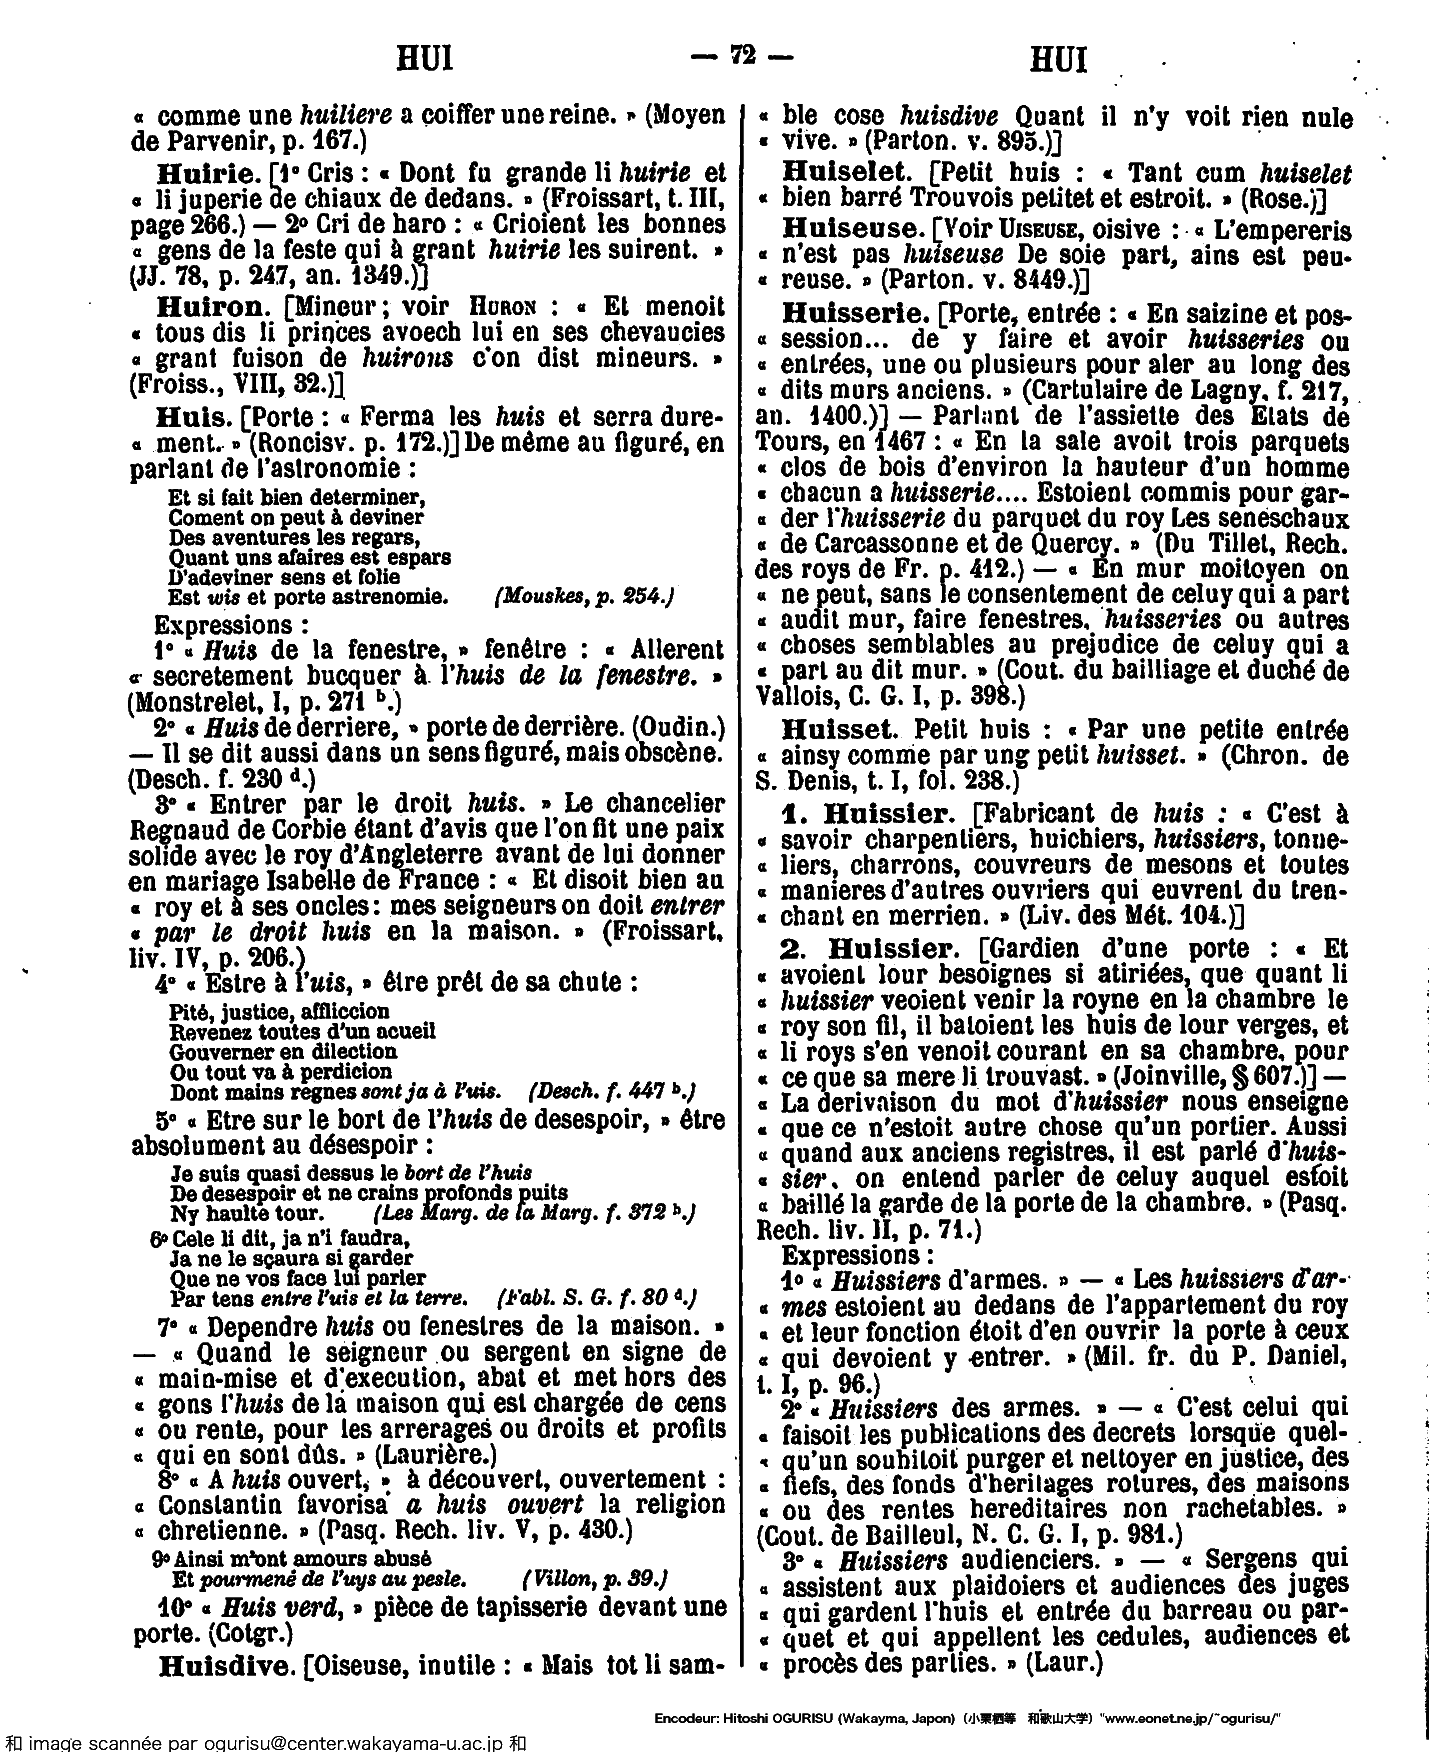 HUI — 72 — HUI
« comme une huiliere a coiffer une reine. » (Moyen
de Parvenir, p. 167.)
Huirie. [1° Cris : « Dont fu grande li huirie et
« li juperie de chiaux de dedans. » (Froissart, t. III,
page 266.) — 2° Cri de haro : « Crioient les bonnes
« gens de la feste qui à grant huirie les suirent. »
(JJ. 78, p. 247, an. 1349.)]
Huiron. [Mineur ; voir HURON : « Et menoit
« tous dis li princes avoech lui en ses chevaucies
« grant fuison de huirons c'on dist mineurs. »
(Froiss., VIII, 32.)]
Huis. [Porte : « Ferma les huis et serra dure-
« ment. » (Roncisv. p. 172.)] De même au figuré, en
parlant de l'astronomie :
Et si fait bien determiner,
Coment on peut à deviner
Des aventures les regars,
Quant uns afaires est espars
D'adeviner sens et folie
Est wis et porte astrenomie. (Mouskes, p. 254.)
Expressions :
1° « Huis de la fenestre, » fenêtre : « Allerent
« secretement bucquer à l'huis de la fenestre. »
(Monstrelet, I, p. 271 b.)
2° « Huis de derriere, » porte de derrière. (Oudin.)
— Il se dit aussi dans un sens figuré, mais obscène.
(Desch. f. 230 d.)
3° « Entrer par le droit huis. » Le chancelier
Regnaud de Corbie étant d'avis que l'on fit une paix
solide avec le roy d'Angleterre avant de lui donner
en mariage Isabelle de France : « Et disoit bien au
« roy et à ses oncles : mes seigneurs on doit entrer
« par le droit huis en la maison. » (Froissart,
liv. IV, p. 206.)
4° « Estre à l'uis, » être prêt de sa chute :
Pité, justice, affliccion
Revenez toutes d'un acueil
Gouverner en dilection
Ou tout va à perdicion
Dont mains regnes sont ja à l'uis. (Desch. f. 447 b.)
5° « Etre sur le bort de l'huis de desespoir, » être
absolument au désespoir :
Je suis quasi dessus le bort de l'huis
De desespoir et ne crains profonds puits
Ny haulte tour. (Les Marg. de la Marg. f. 372 b.)
6° Cele li dit, ja n'i faudra,
Ja ne le sçaura si garder
Que ne vos face lui parler
Par tens entre l'uis et la terre. (Fabl. S. G. f. 80 d.)
7° « Dependre huis ou fenestres de la maison. »
— « Quand le seigneur ou sergent en signe de
« main-mise et d'execution, abat et met hors des
« gons l'huis de la maison qui est chargée de cens
« ou rente, pour les arrerages ou droits et profits
« qui en sont dûs. » (Laurière.)
8° « A huis ouvert, » à découvert, ouvertement :
« Constantin favorisa a huis ouvert la religion
« chretienne. » (Pasq. Rech. liv. V, p. 430.)
9° Ainsi m'ont amours abusé
Et pourmené de l'uys au pesle. (Villon, p. 39.)
10° « Huis verd, » pièce de tapisserie devant une
porte. (Cotgr.)
Huisdive. [Oiseuse, inutile : « Mais tot li sam-
« ble cose huisdive Quant il n'y voit rien nule
« vive. » (Parton. v. 895.)]
Huiselet. [Petit huis : « Tant cum huiselet
« bien barré Trouvois petitet et estroit. » (Rose.)]
Huiseuse. [Voir UISEUSE, oisive : « L'empereris
« n'est pas huiseuse De soie part, ains est peu-
« reuse. » (Parton. v. 8449.)]
Huisserie. [Porte, entrée : « En saizine et pos-
« session... de y faire et avoir huisseries ou
« entrées, une ou plusieurs pour aler au long des
« dits murs anciens. » (Cartulaire de Lagny, f. 217,
an. 1400.)] — Parlant de l'assiette des Etats de
Tours, en 1467 : « En la sale avoit trois parquets
« clos de bois d'environ la hauteur d'un homme
« chacun a huisserie.... Estoient commis pour gar-
« der l'huisserie du parquet du roy Les seneschaux
« de Carcassonne et de Quercy. » (Du Tillet, Rech.
des roys de Fr. p. 412.) — « En mur moitoyen on
« ne peut, sans le consentement de celuy qui a part
« audit mur, faire fenestres, huisseries ou autres
« choses semblables au prejudice de celuy qui a
« part au dit mur. » (Cout. du bailliage et duché de
Vallois, C. G. I, p. 398.)
Huisset. Petit huis : « Par une petite entrée
« ainsy comme par ung petit huisset. » (Chron. de
S. Denis, t. I, fol. 238.)
1. Huissier. [Fabricant de huis : « C'est à
« savoir charpentiers, huichiers, huissiers, tonne-
« liers, charrons, couvreurs de mesons et toutes
« manieres d'autres ouvriers qui euvrent du tren-
« chant en merrien. » (Liv. des Mét. 104.)]
2. Huissier. [Gardien d'une porte : « Et
« avoient lour besoignes si atiriées, que quant li
« huissier veoient venir la royne en la chambre le
« roy son fil, il batoient les huis de lour verges, et
« li roys s'en venoit courant en sa chambre, pour
« ce que sa mere li trouvast. » (Joinville, § 607.)] —
« La derivaison du mot d'huissier nous enseigne
« que ce n'estoit autre chose qu'un portier. Aussi
« quand aux anciens registres, il est parlé d'huis-
« sier, on entend parler de celuy auquel estoit
« baillé la garde de la porte de la chambre. » (Pasq.
Rech. liv. II, p. 71.)
Expressions :
1° « Huissiers d'armes. » — « Les huissiers d'ar-
« mes estoient au dedans de l'appartement du roy
« et leur fonction étoit d'en ouvrir la porte à ceux
« qui devoient y entrer. » (Mil. fr. du P. Daniel,
t. I, p. 96.)
2° « Huissiers des armes. » — « C'est celui qui
« faisoit les publications des decrets lorsque quel-
« qu'un souhitoit purger et nettoyer en justice, des
« fiefs, des fonds d'heritages rotures, des maisons
« ou des rentes hereditaires non rachetables. »
(Cout. de Bailleul, N. C. G. I, p. 981.)
3° « Huissiers audienciers. » — « Sergens qui
« assistent aux plaidoiers et audiences des juges
« qui gardent l'huis et entrée du barreau ou par-
« quet et qui appellent les cedules, audiences et
« procès des parties. » (Laur.)
Encodeur: Hitoshi OGURISU (Wakayma, Japon) (小栗栖等 和歌山大学) "www.eonet.ne.jp/~ogurisu/"
和 image scannée par ogurisu@center.wakayama-u.ac.jp 和